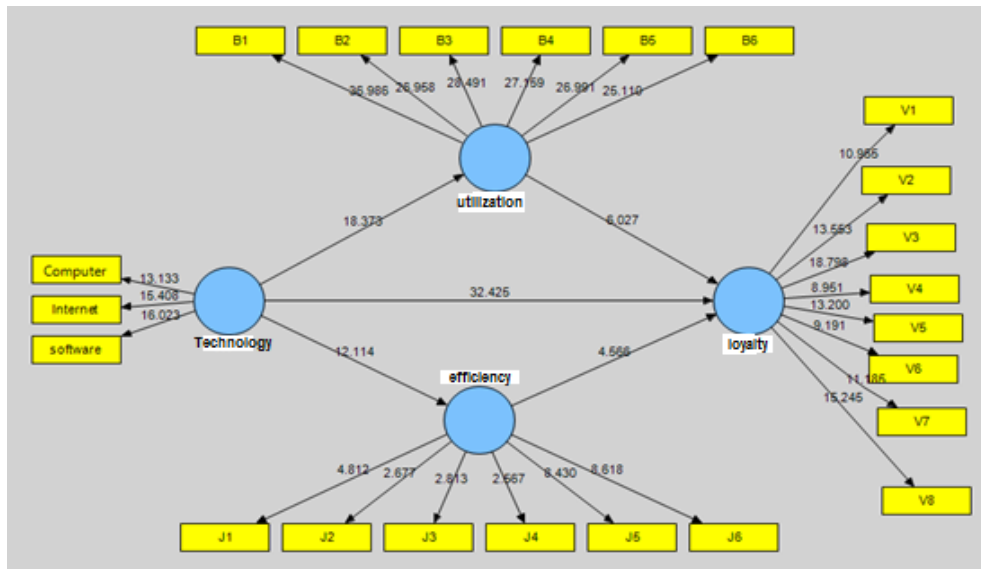 B1 B2 B3 B4 B5 B6
36.986 26.958 28.491 27.159 26.991 25.110
V1
10.965
V2
utilization
18.373
6.027
13.553
V3
18.798
Computer
13.133
V4
8.951
32.425
Internet
15.408
13.200
V5
16.023
9.191
software
Technology
loyalty
12.114
4.566
V6
efficiency
11.185
15.245
V7
4.812 2.677 2.813 2.567 8.430 8.618
V8
J1 J2 J3 J4 J5 J6